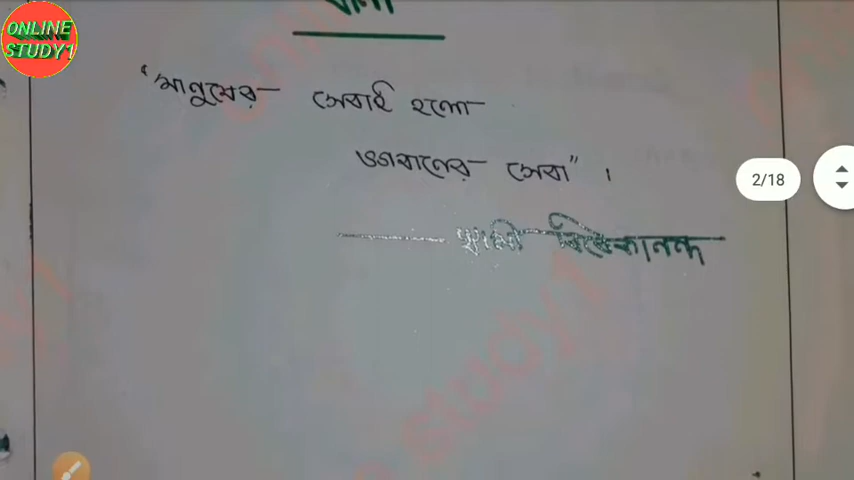 ONLINE
STUDY1
বাণী
"মানুষের সেবাই হলো
ভগবানের সেবা"।
স্বামী বিবেকানন্দ
2/18